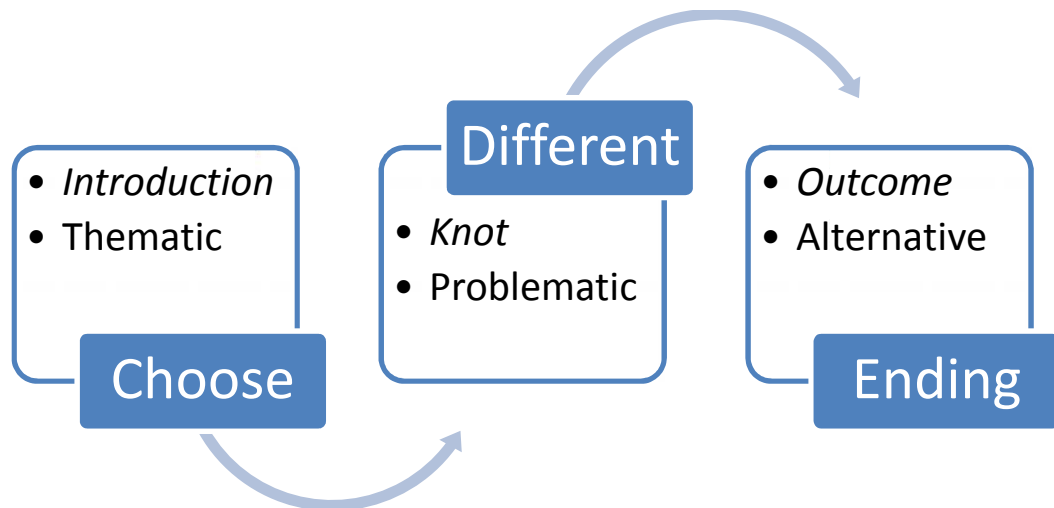 • Introduction
• Thematic
Choose
Different
• Knot
• Problematic
• Outcome
• Alternative
Ending